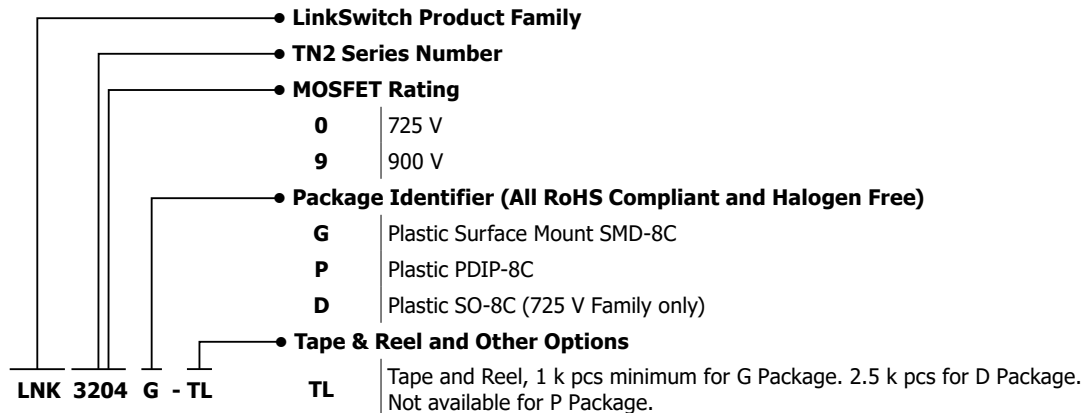 LinkSwitch Product Family
TN2 Series Number
MOSFET Rating
0 725 V
9 900 V
Package Identifier (All RoHS Compliant and Halogen Free)
G Plastic Surface Mount SMD-8C
P Plastic PDIP-8C
D Plastic SO-8C (725 V Family only)
Tape & Reel and Other Options
TL Tape and Reel, 1 k pcs minimum for G Package. 2.5 k pcs for D Package.
Not available for P Package.
LNK 3204 G - TL